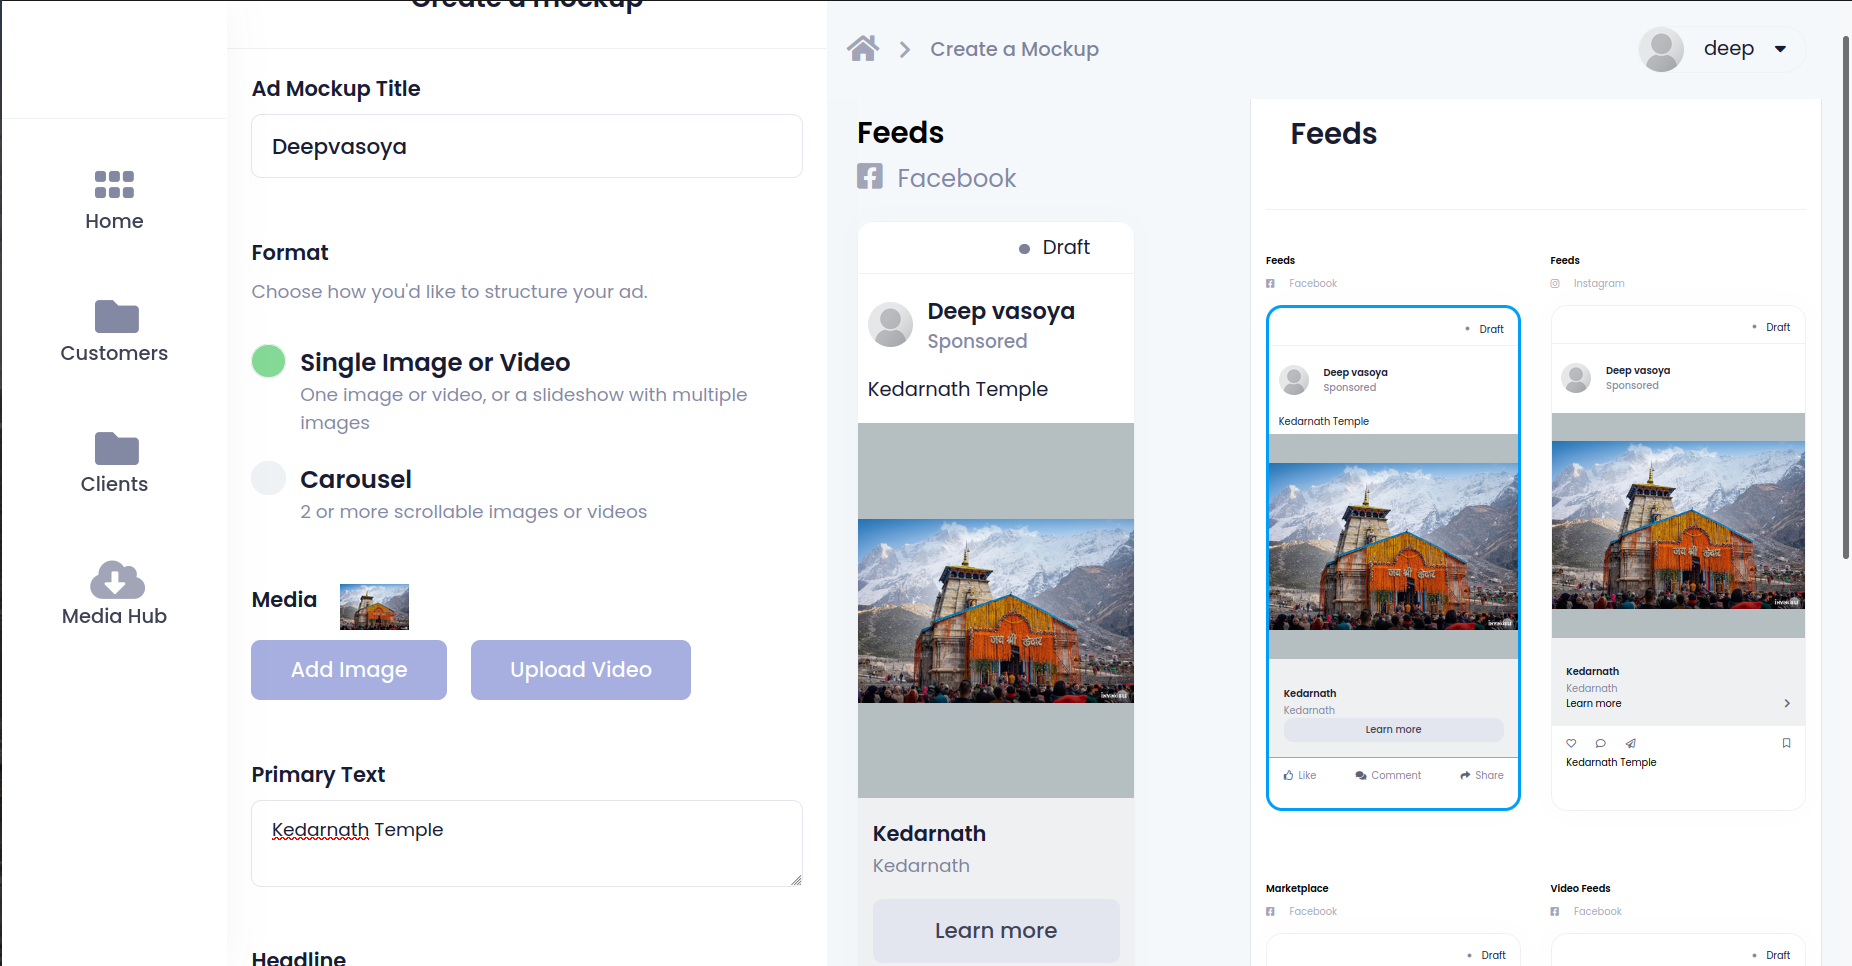 Create a mockup
Ad Mockup Title
Deepvasoya
Home
Format
Choose how you'd like to structure your ad.
Customers
Single Image or Video
One image or video, or a slideshow with multiple
images
Clients
Carousel
2 or more scrollable images or videos
Media Hub
Media
Add Image
Upload Video
Primary Text
Kedarnath Temple
Headline
Create a Mockup
deep
Feeds
Facebook
Draft
Deep vasoya
Sponsored
Kedarnath Temple
जय श्री केदार
Kedarnath
Kedarnath
Learn more
Feeds
Feeds
Facebook
Draft
Deep vasoya
Sponsored
Kedarnath Temple
जय श्री केदार
Kedarnath
Kedarnath
Learn more
Like
Comment
Share
Feeds
Instagram
Draft
Deep vasoya
Sponsored
जय श्री केदार
Kedarnath
Kedarnath
Learn more
Kedarnath Temple
Marketplace
Facebook
Draft
Video Feeds
Facebook
Draft